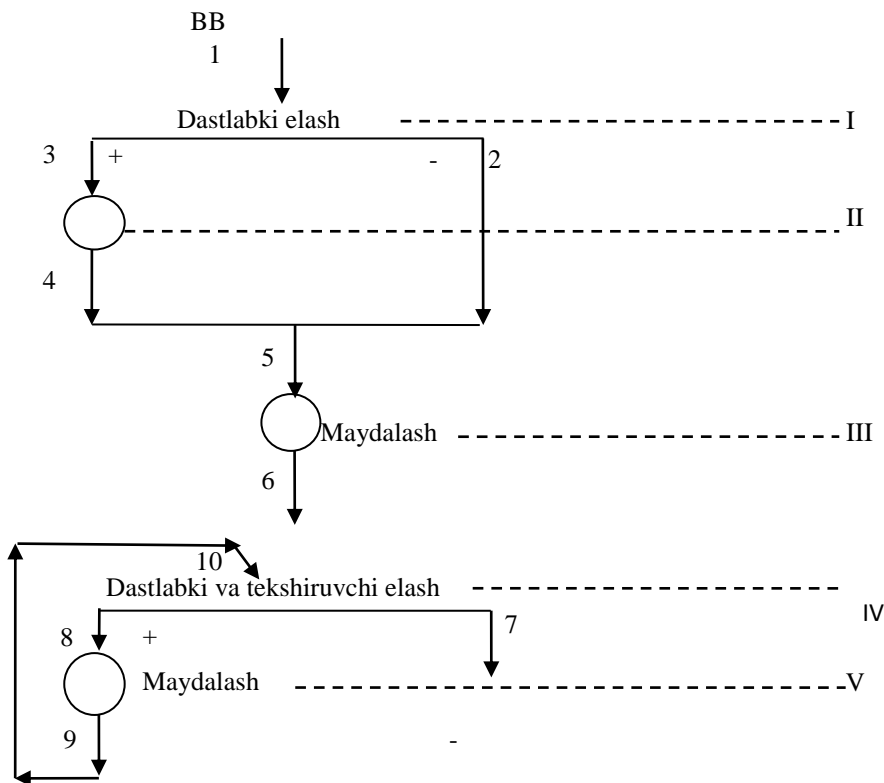 BB
1
Dastlabki elash I
3 + - 2
II
4
5
Maydalash III
6
10
Dastlabki va tekshiruvchi elash
IV
8 + 7
Maydalash V
9 -